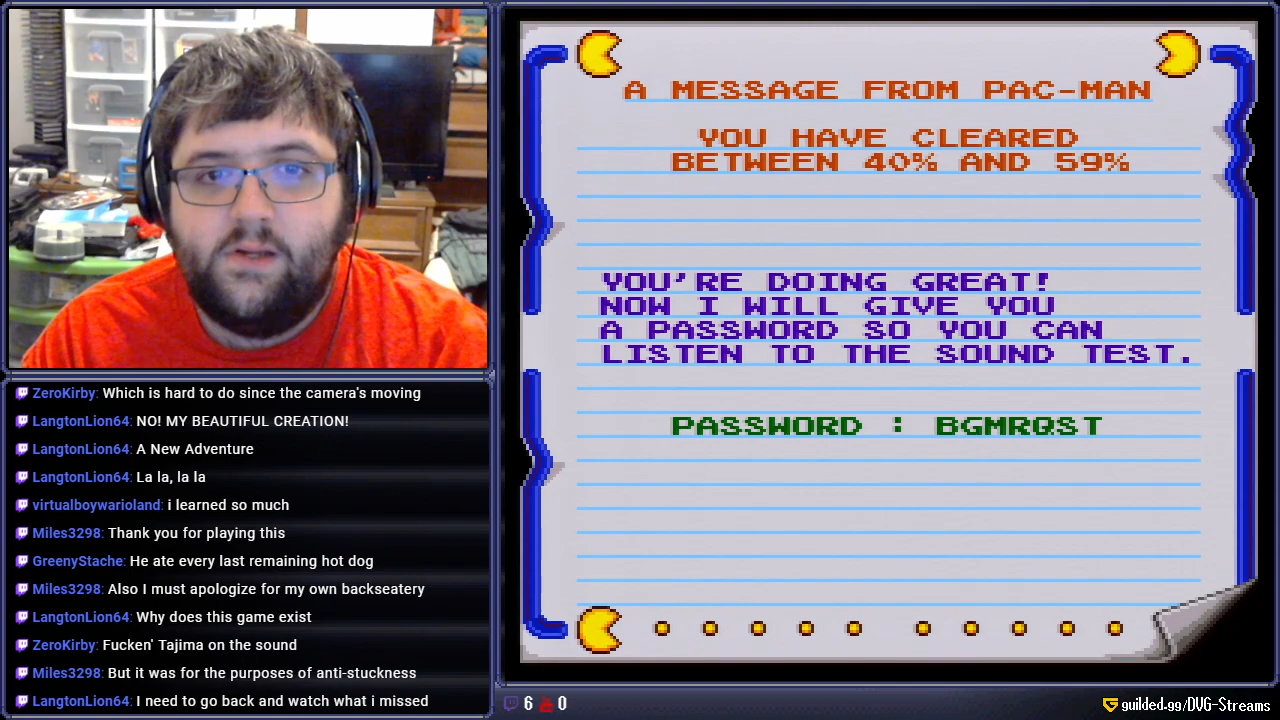 A MESSAGE FROM PAC-MAN
YOU HAVE CLEARED
BETWEEN 40% AND 59%
YOU'RE DOING GREAT!
NOW I WILL GIVE YOU
A PASSWORD SO YOU CAN
LISTEN TO THE SOUND TEST.
PASSWORD : BGMRQST
ZeroKirby: Which is hard to do since the camera's moving
LangtonLion64: NO! MY BEAUTIFUL CREATION!
LangtonLion64: A New Adventure
LangtonLion64: La la, la la
virtualboywarioland: i learned so much
Miles3298: Thank you for playing this
GreenyStache: He ate every last remaining hot dog
Miles3298: Also I must apologize for my own backseatery
LangtonLion64: Why does this game exist
ZeroKirby: Fucken' Tajima on the sound
Miles3298: But it was for the purposes of anti-stuckness
LangtonLion64: I need to go back and watch what i missed
6 0
guilded.gg/DVG-Streams